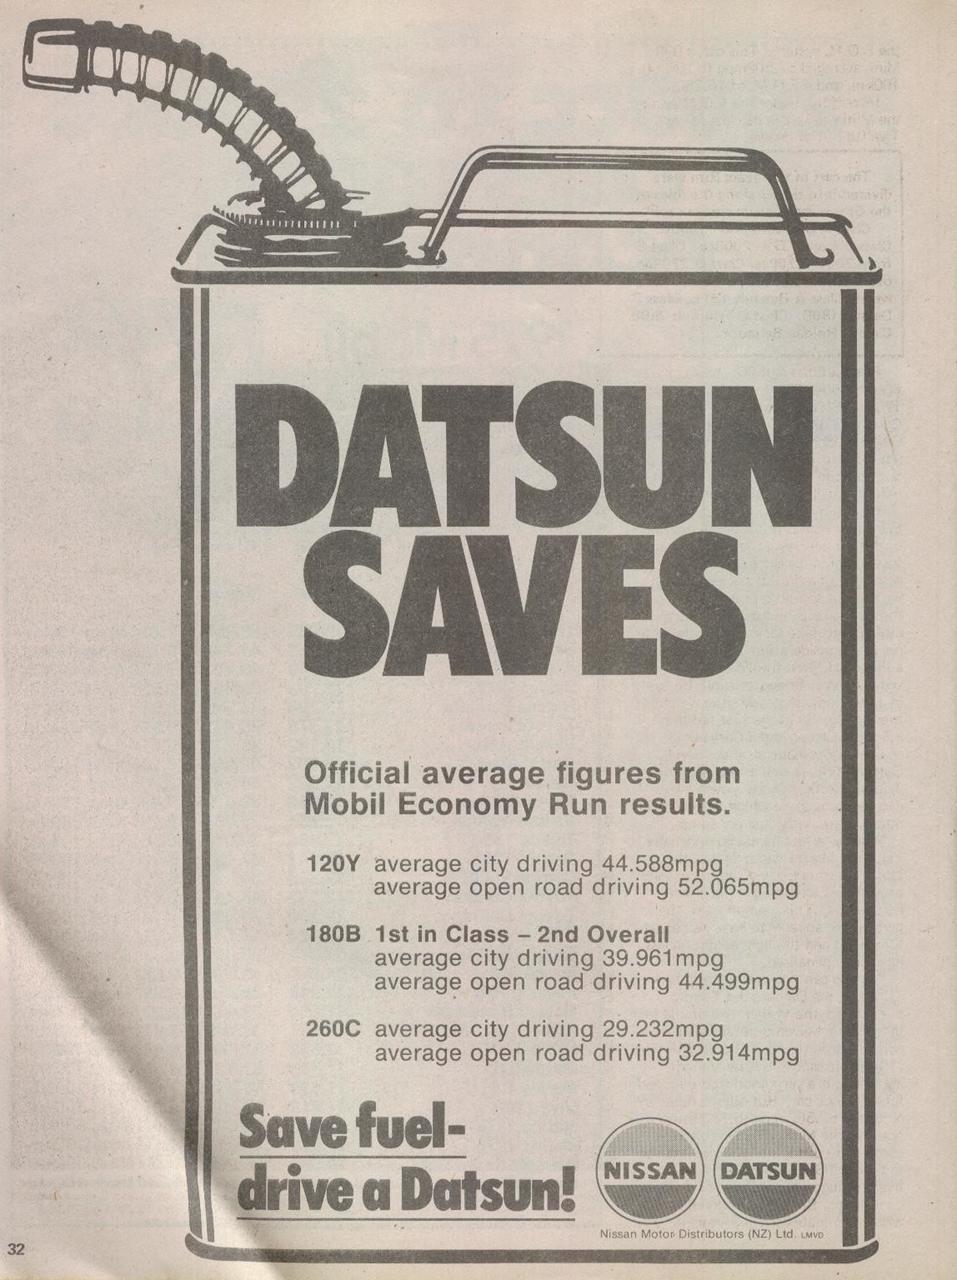 DATSUN
SAVES
Official average figures from
Mobil Economy Run results.
120Y average city driving 44.588mpg
average open road driving 52.065mpg
180B 1st in Class – 2nd Overall
average city driving 39.961mpg
average open road driving 44.499mpg
260C average city driving 29.232mpg
average open road driving 32.914mpg
Save fuel-
drive a Datsun!
NISSAN DATSUN
Nissan Motor Distributors (NZ) Ltd. LMVD
32